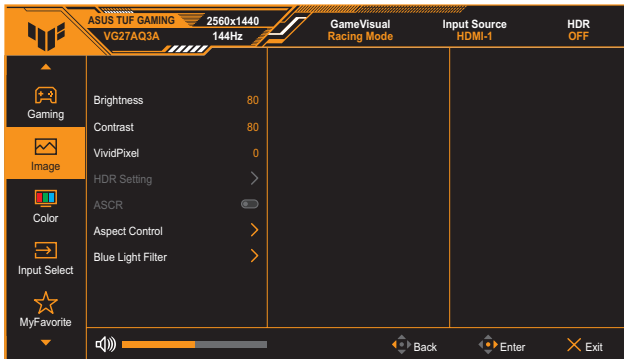 ASUS TUF GAMING 2560x1440 GameVisual Input Source HDR
VG27AQ3A 144Hz Racing Mode HDMI-1 OFF
Gaming
Image
Color
Input Select
MyFavorite
Brightness 80
Contrast 80
VividPixel 0
HDR Setting
ASCR
Aspect Control
Blue Light Filter
Back Enter Exit